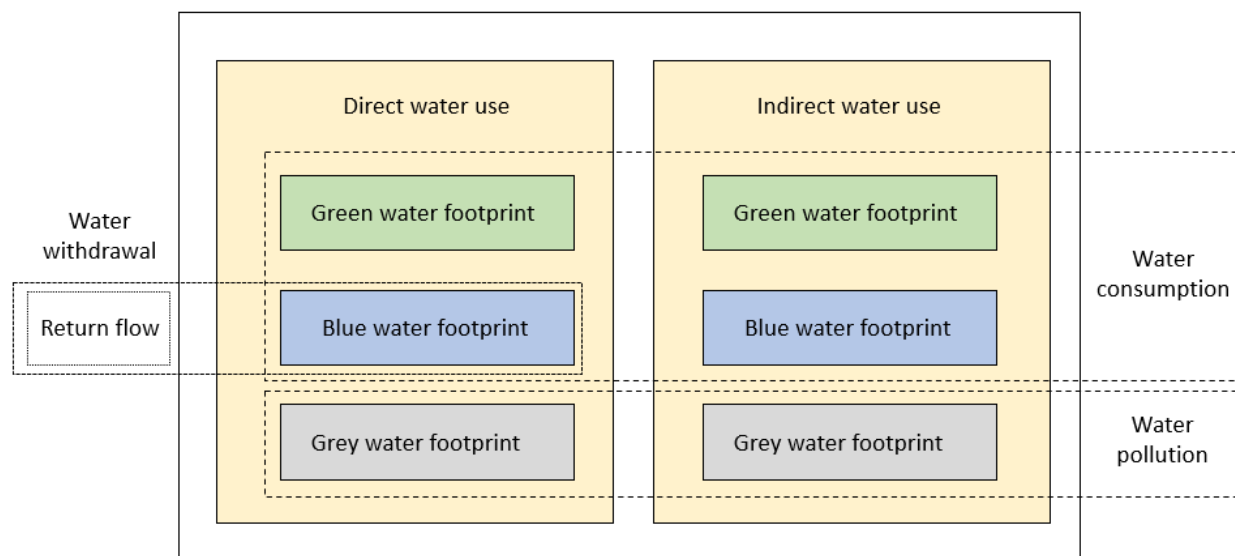 Direct water use
Indirect water use
Green water footprint
Green water footprint
Water
withdrawal
Water
consumption
Return flow
Blue water footprint
Blue water footprint
Grey water footprint
Grey water footprint
Water
pollution